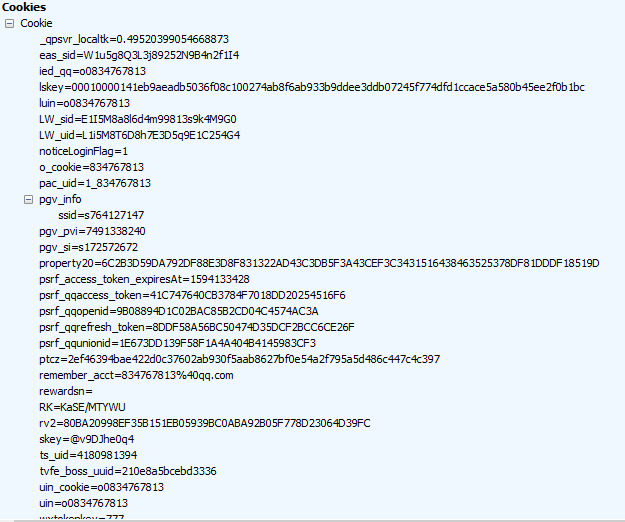 Cookies
Cookie
_qpsvr_localtk=0.49520399054668873
eas_sid=W1u5g8Q3L3j89252N9B4n2f1I4
ied_qq=o0834767813
lskey=00010000141eb9aeadb5036f08c100274ab8f6ab933b9ddee3ddb07245f774dfd1ccace5a580b45ee2f0b1bc
luin=o0834767813
LW_sid=E1I5M8a8l6d4m99813s9k4M9G0
LW_uid=L1i5M8T6D8h7E3D5q9E1C254G4
noticeLoginFlag=1
o_cookie=834767813
pac_uid=1_834767813
pgv_info
ssid=s764127147
pgv_pvi=7491338240
pgv_si=s172572672
property20=6C2B3D59DA792DF88E3D8F831322AD43C3DB5F3A43CEF3C3431516438463525378DF81DDDF18519D
psrf_access_token_expiresAt=1594133428
psrf_qqaccess_token=41C747640CB3784F7018DD20254516F6
psrf_qqopenid=9B08894D1C02BAC85B2CD04C4574AC3A
psrf_qqrefresh_token=8DDF58A56BC50474D35DCF2BCC6CE26F
psrf_qqunionid=1E673DD139F58F1A4A404B4145983CF3
ptcz=2ef46394bae422d0c37602ab930f5aab8627bf0e54a2f795a5d486c447c4c397
remember_acct=834767813%40qq.com
rewardsn=
RK=KaSE/MTYWU
rv2=80BA20998EF35B151EB05939BC0ABA92B05F778D23064D39FC
skey=@v9DJhe0q4
ts_uid=4180981394
tvfe_boss_uuid=210e8a5bcebd3336
uin_cookie=o0834767813
uin=o0834767813
wxtokenkey=777